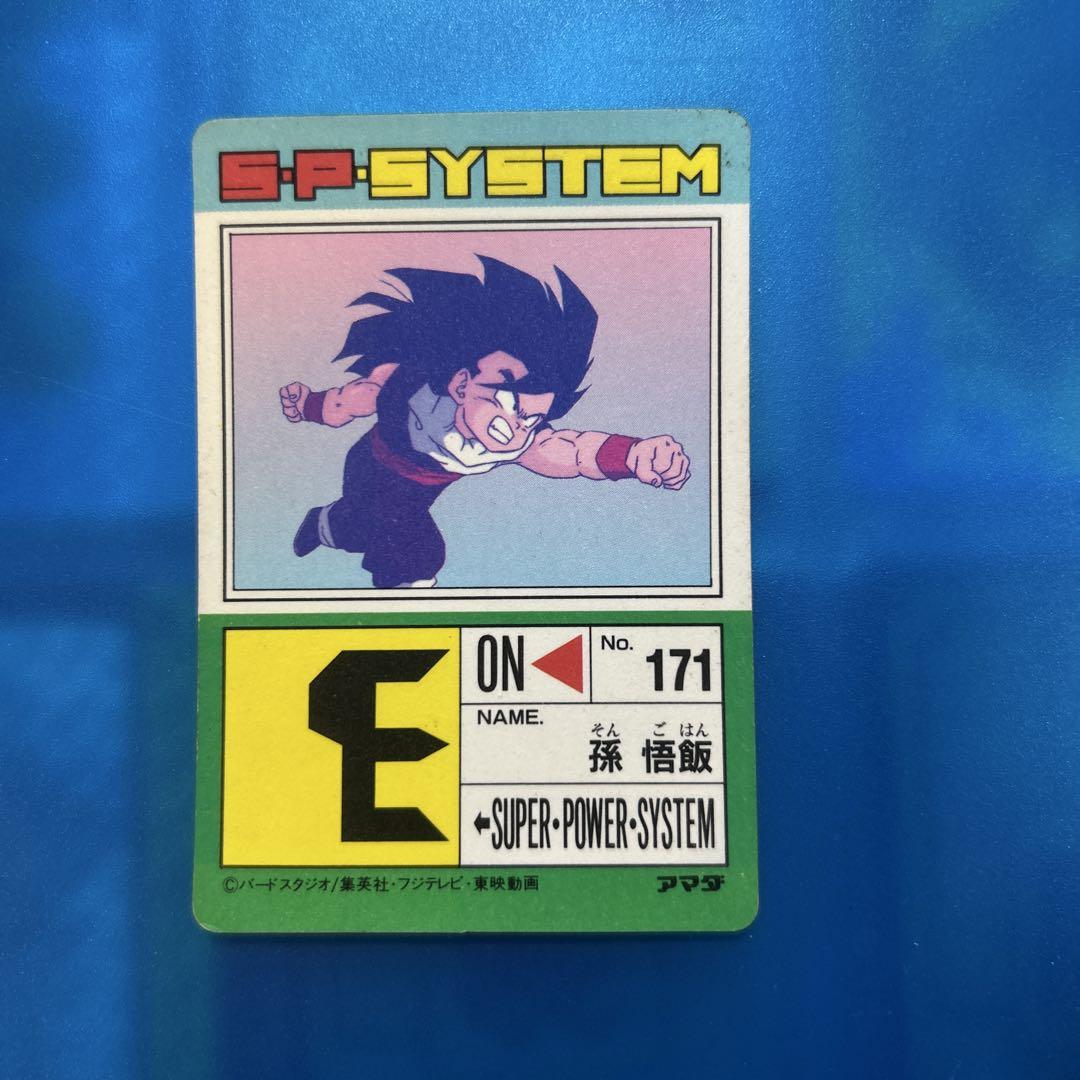 S・P・SYSTEM
E
ON
No. 171
NAME.
そん ご はん
孫 悟飯
SUPER・POWER・SYSTEM
©バードスタジオ/集英社・フジテレビ・東映動画
アマダ